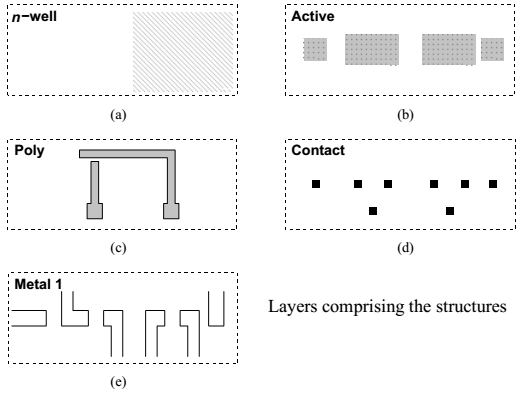 n–well
Active
(a)
(b)
Poly
Contact
(c)
(d)
Metal 1
Layers comprising the structures
(e)